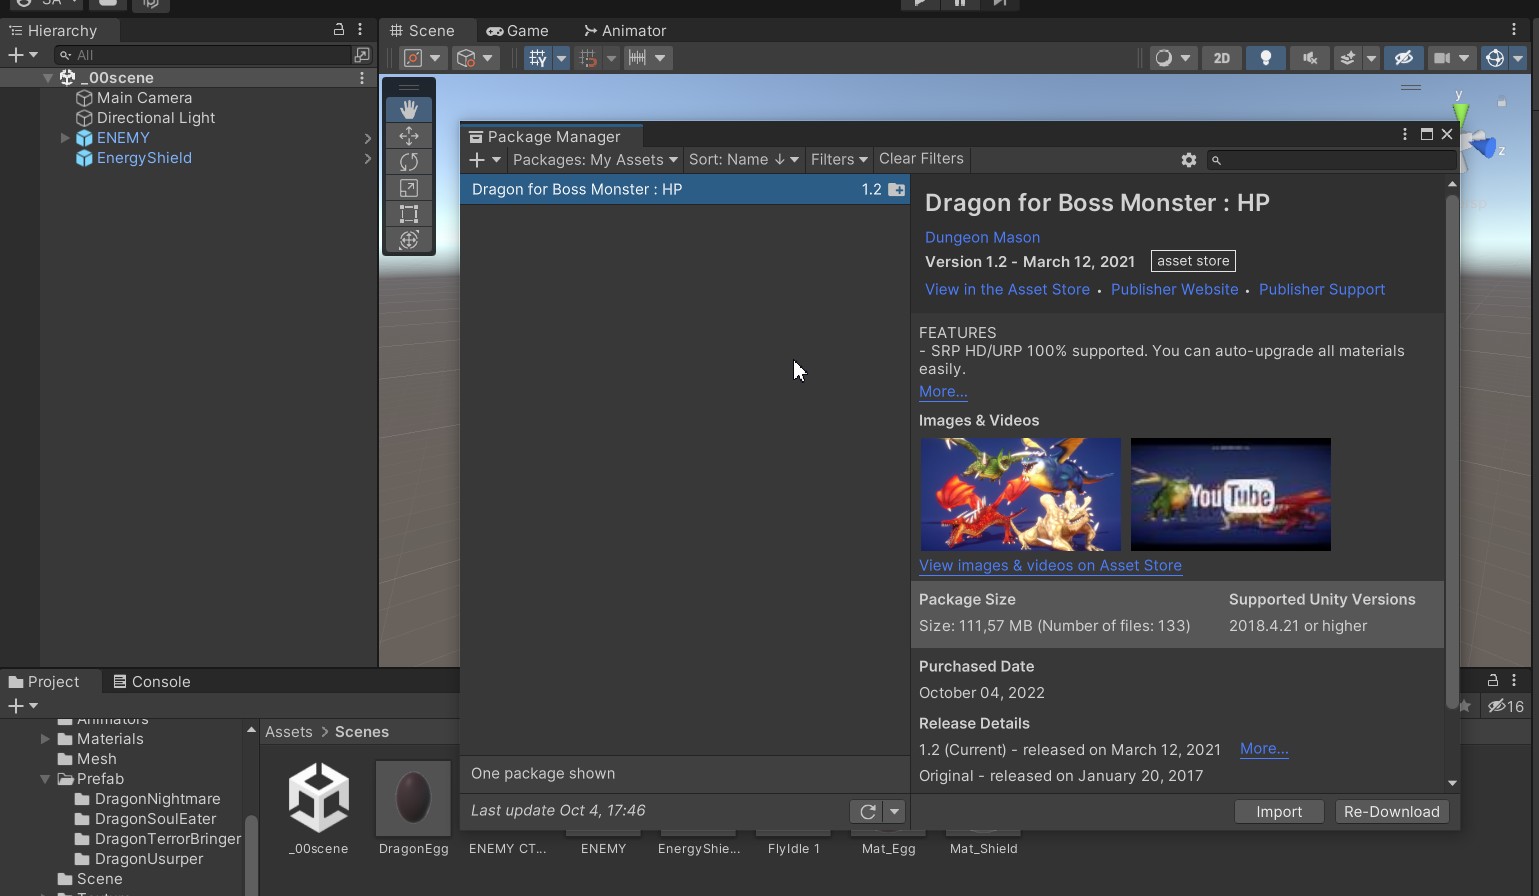 Hierarchy
Scene
Game
Animator
All
2D
_00scene
Main Camera
Directional Light
ENEMY
EnergyShield
y
z
Package Manager
Packages: My Assets
Sort: Name ↓
Filters
Clear Filters
Dragon for Boss Monster : HP 1.2
Dragon for Boss Monster : HP
Dungeon Mason
Version 1.2 - March 12, 2021 asset store
View in the Asset Store • Publisher Website • Publisher Support
FEATURES
- SRP HD/URP 100% supported. You can auto-upgrade all materials
easily.
More...
Images & Videos
YouTube
View images & videos on Asset Store
Package Size Supported Unity Versions
Size: 111,57 MB (Number of files: 133) 2018.4.21 or higher
Purchased Date
October 04, 2022
Release Details
1.2 (Current) - released on March 12, 2021 More...
Original - released on January 20, 2017
One package shown
Last update Oct 4, 17:46
Import
Re-Download
Project
Console
16
Animators
Materials
Mesh
Prefab
DragonNightmare
DragonSoulEater
DragonTerrorBringer
DragonUsurper
Scene
Assets > Scenes
_00scene
DragonEgg
ENEMY CT...
ENEMY
EnergyShie...
FlyIdle 1
Mat_Egg
Mat_Shield